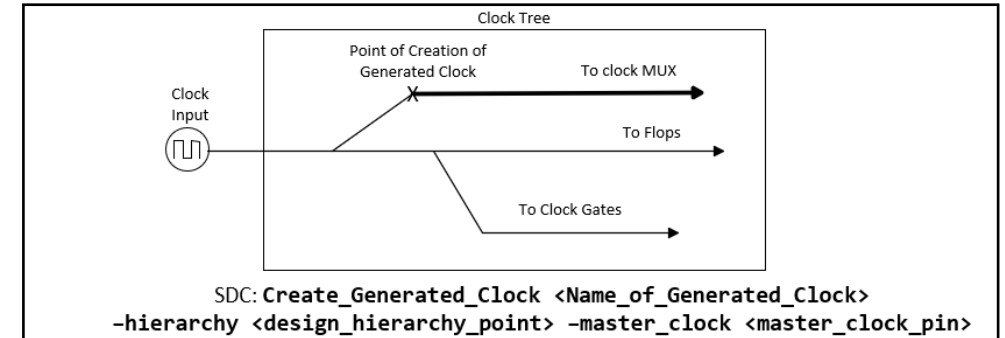 Clock Tree
Point of Creation of
Generated Clock
To clock MUX
Clock
Input
To Flops
To Clock Gates
SDC: Create_Generated_Clock <Name_of_Generated_Clock>
–hierarchy <design_hierarchy_point> –master_clock <master_clock_pin>